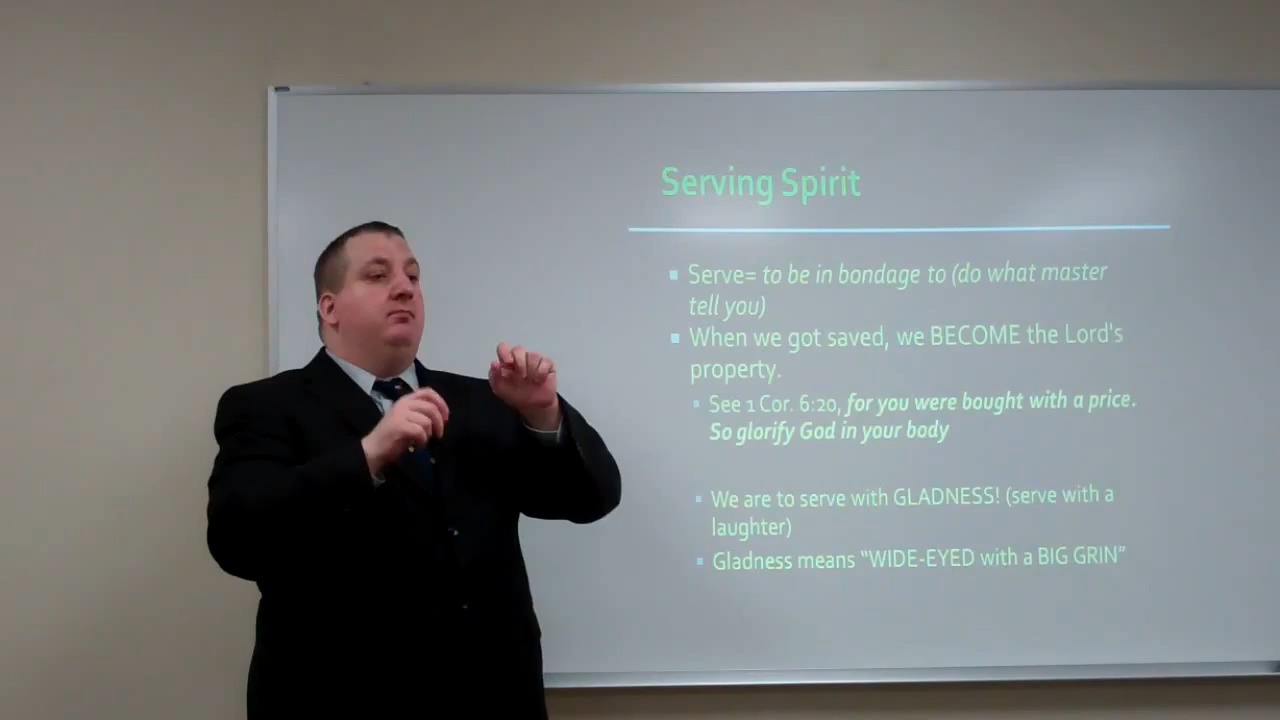 Serving Spirit
▪ Serve= to be in bondage to (do what master
tell you)
▪ When we got saved, we BECOME the Lord's
property.
▪ See 1 Cor. 6:20, for you were bought with a price.
So glorify God in your body
▪ We are to serve with GLADNESS! (serve with a
laughter)
▪ Gladness means “WIDE-EYED with a BIG GRIN”